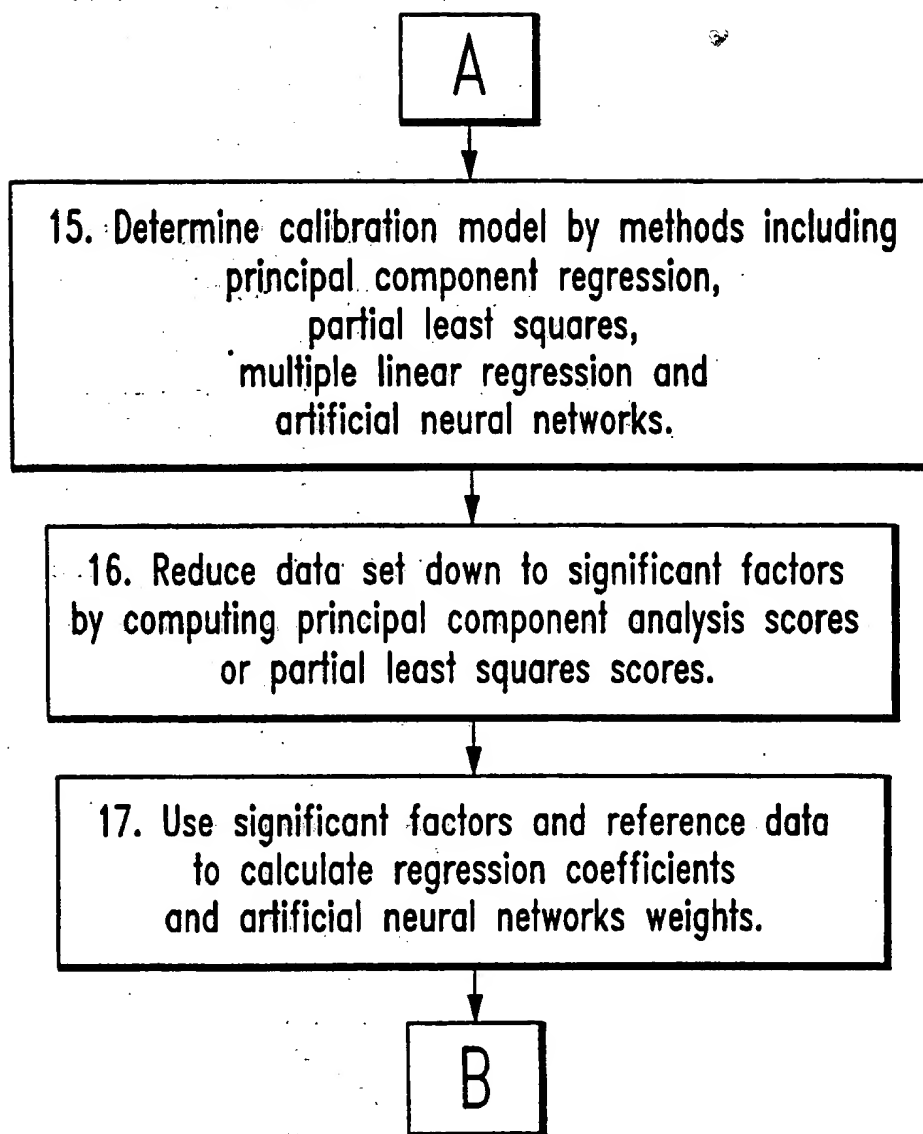 A
15. Determine calibration model by methods including
principal component regression,
partial least squares,
multiple linear regression and
artificial neural networks.
16. Reduce data set down to significant factors
by computing principal component analysis scores
or partial least squares scores.
17. Use significant factors and reference data
to calculate regression coefficients
and artificial neural networks weights.
B